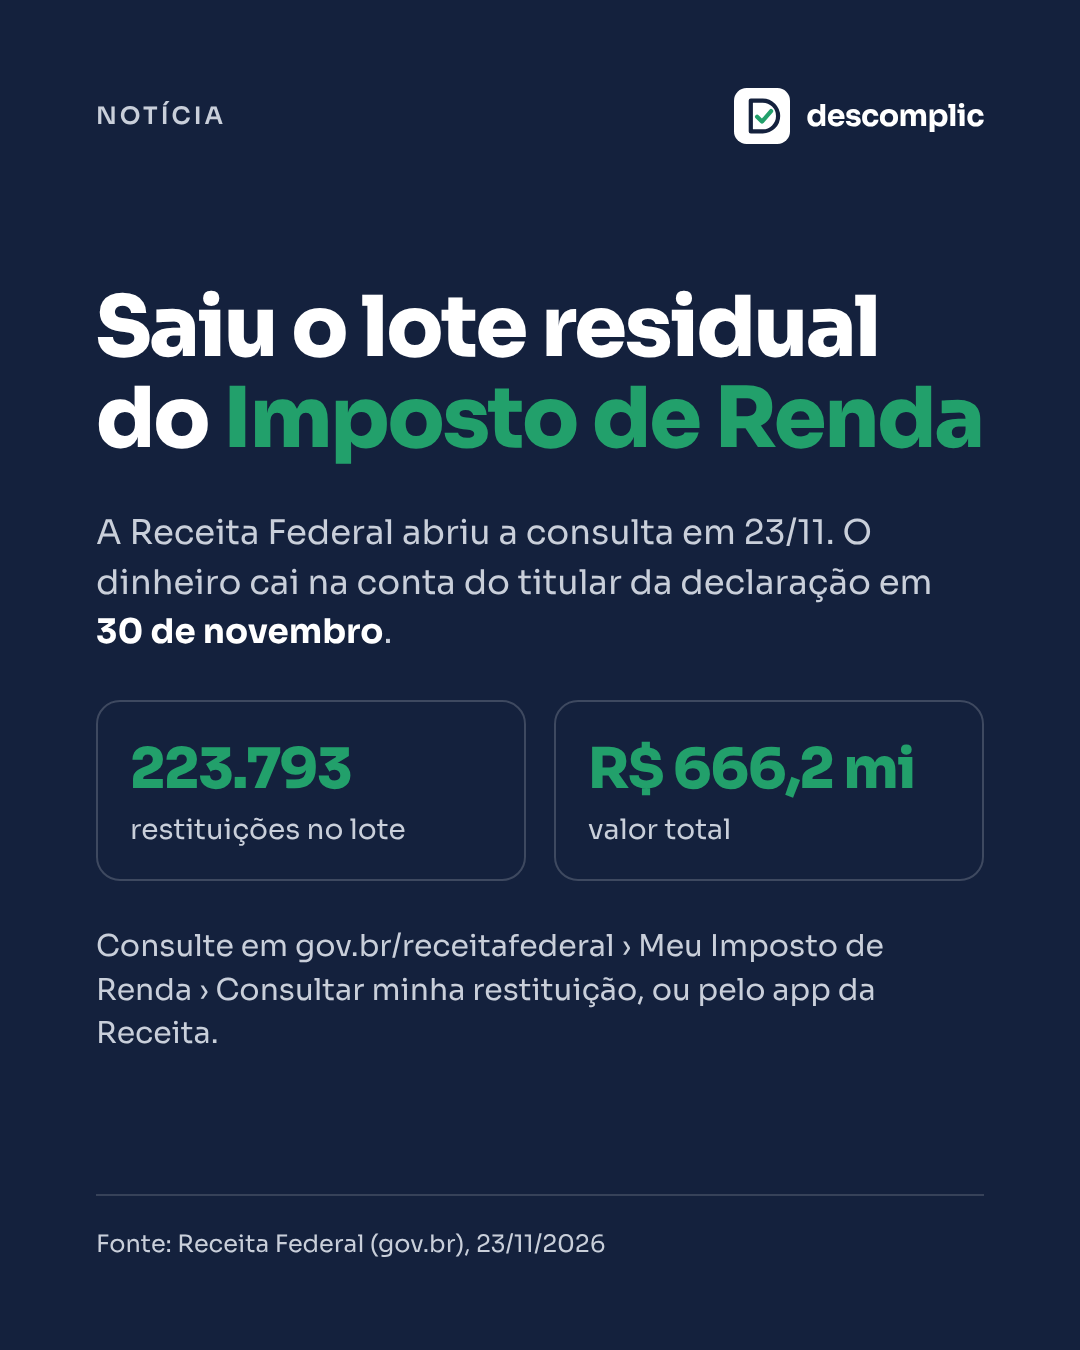 NOTÍCIA
descomplic
Saiu o lote residual
do Imposto de Renda
A Receita Federal abriu a consulta em 23/11. O
dinheiro cai na conta do titular da declaração em
30 de novembro.
223.793
restituições no lote
R$ 666,2 mi
valor total
Consulte em gov.br/receitafederal › Meu Imposto de
Renda › Consultar minha restituição, ou pelo app da
Receita.
Fonte: Receita Federal (gov.br), 23/11/2026